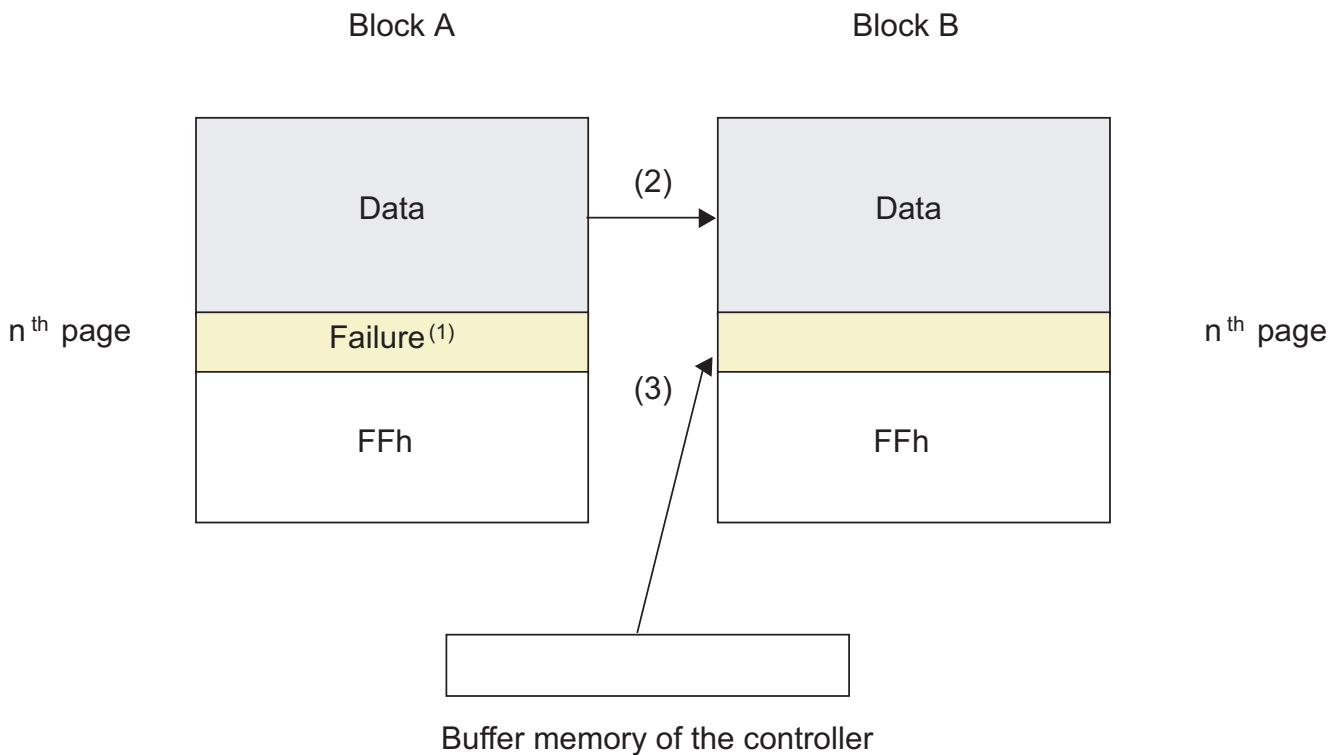 Block A
Block B
Data
(2)
Data
n th page
Failure (1)
n th page
(3)
FFh
FFh
Buffer memory of the controller